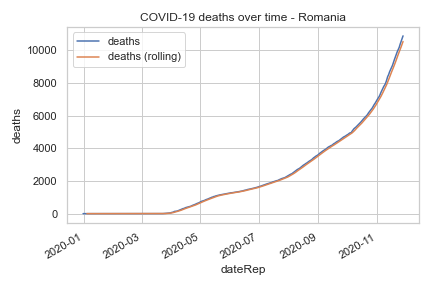 COVID-19 deaths over time - Romania
deaths
deaths (rolling)
deaths
10000
8000
6000
4000
2000
0
2020-01
2020-03
2020-05
2020-07
2020-09
2020-11
dateRep